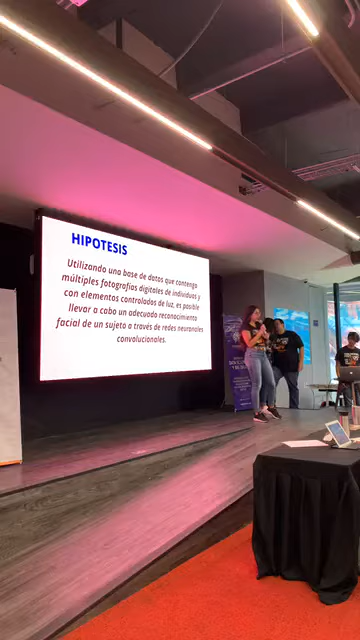 HIPOTESIS
Utilizando una base de datos que contenga
múltiples fotografías digitales de individuos y
con elementos controlados de luz, es posible
llevar a cabo un adecuado reconocimiento
facial de un sujeto a través de redes neuronales
convolucionales.